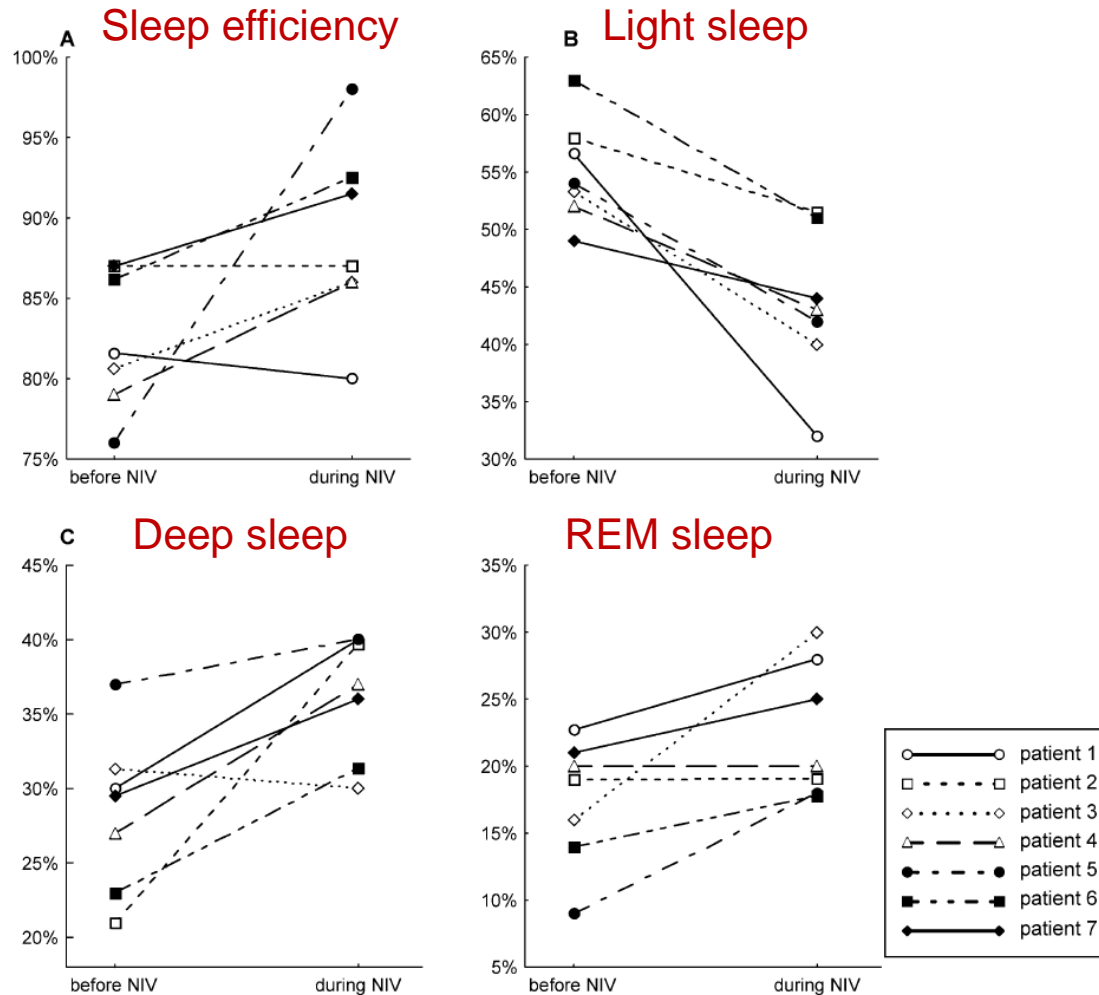 A Sleep efficiency
100%
95%
90%
85%
80%
75%
before NIV during NIV
B Light sleep
65%
60%
55%
50%
45%
40%
35%
30%
before NIV during NIV
C Deep sleep
45%
40%
35%
30%
25%
20%
before NIV during NIV
REM sleep
35%
30%
25%
20%
15%
10%
5%
before NIV during NIV
patient 1
patient 2
patient 3
patient 4
patient 5
patient 6
patient 7